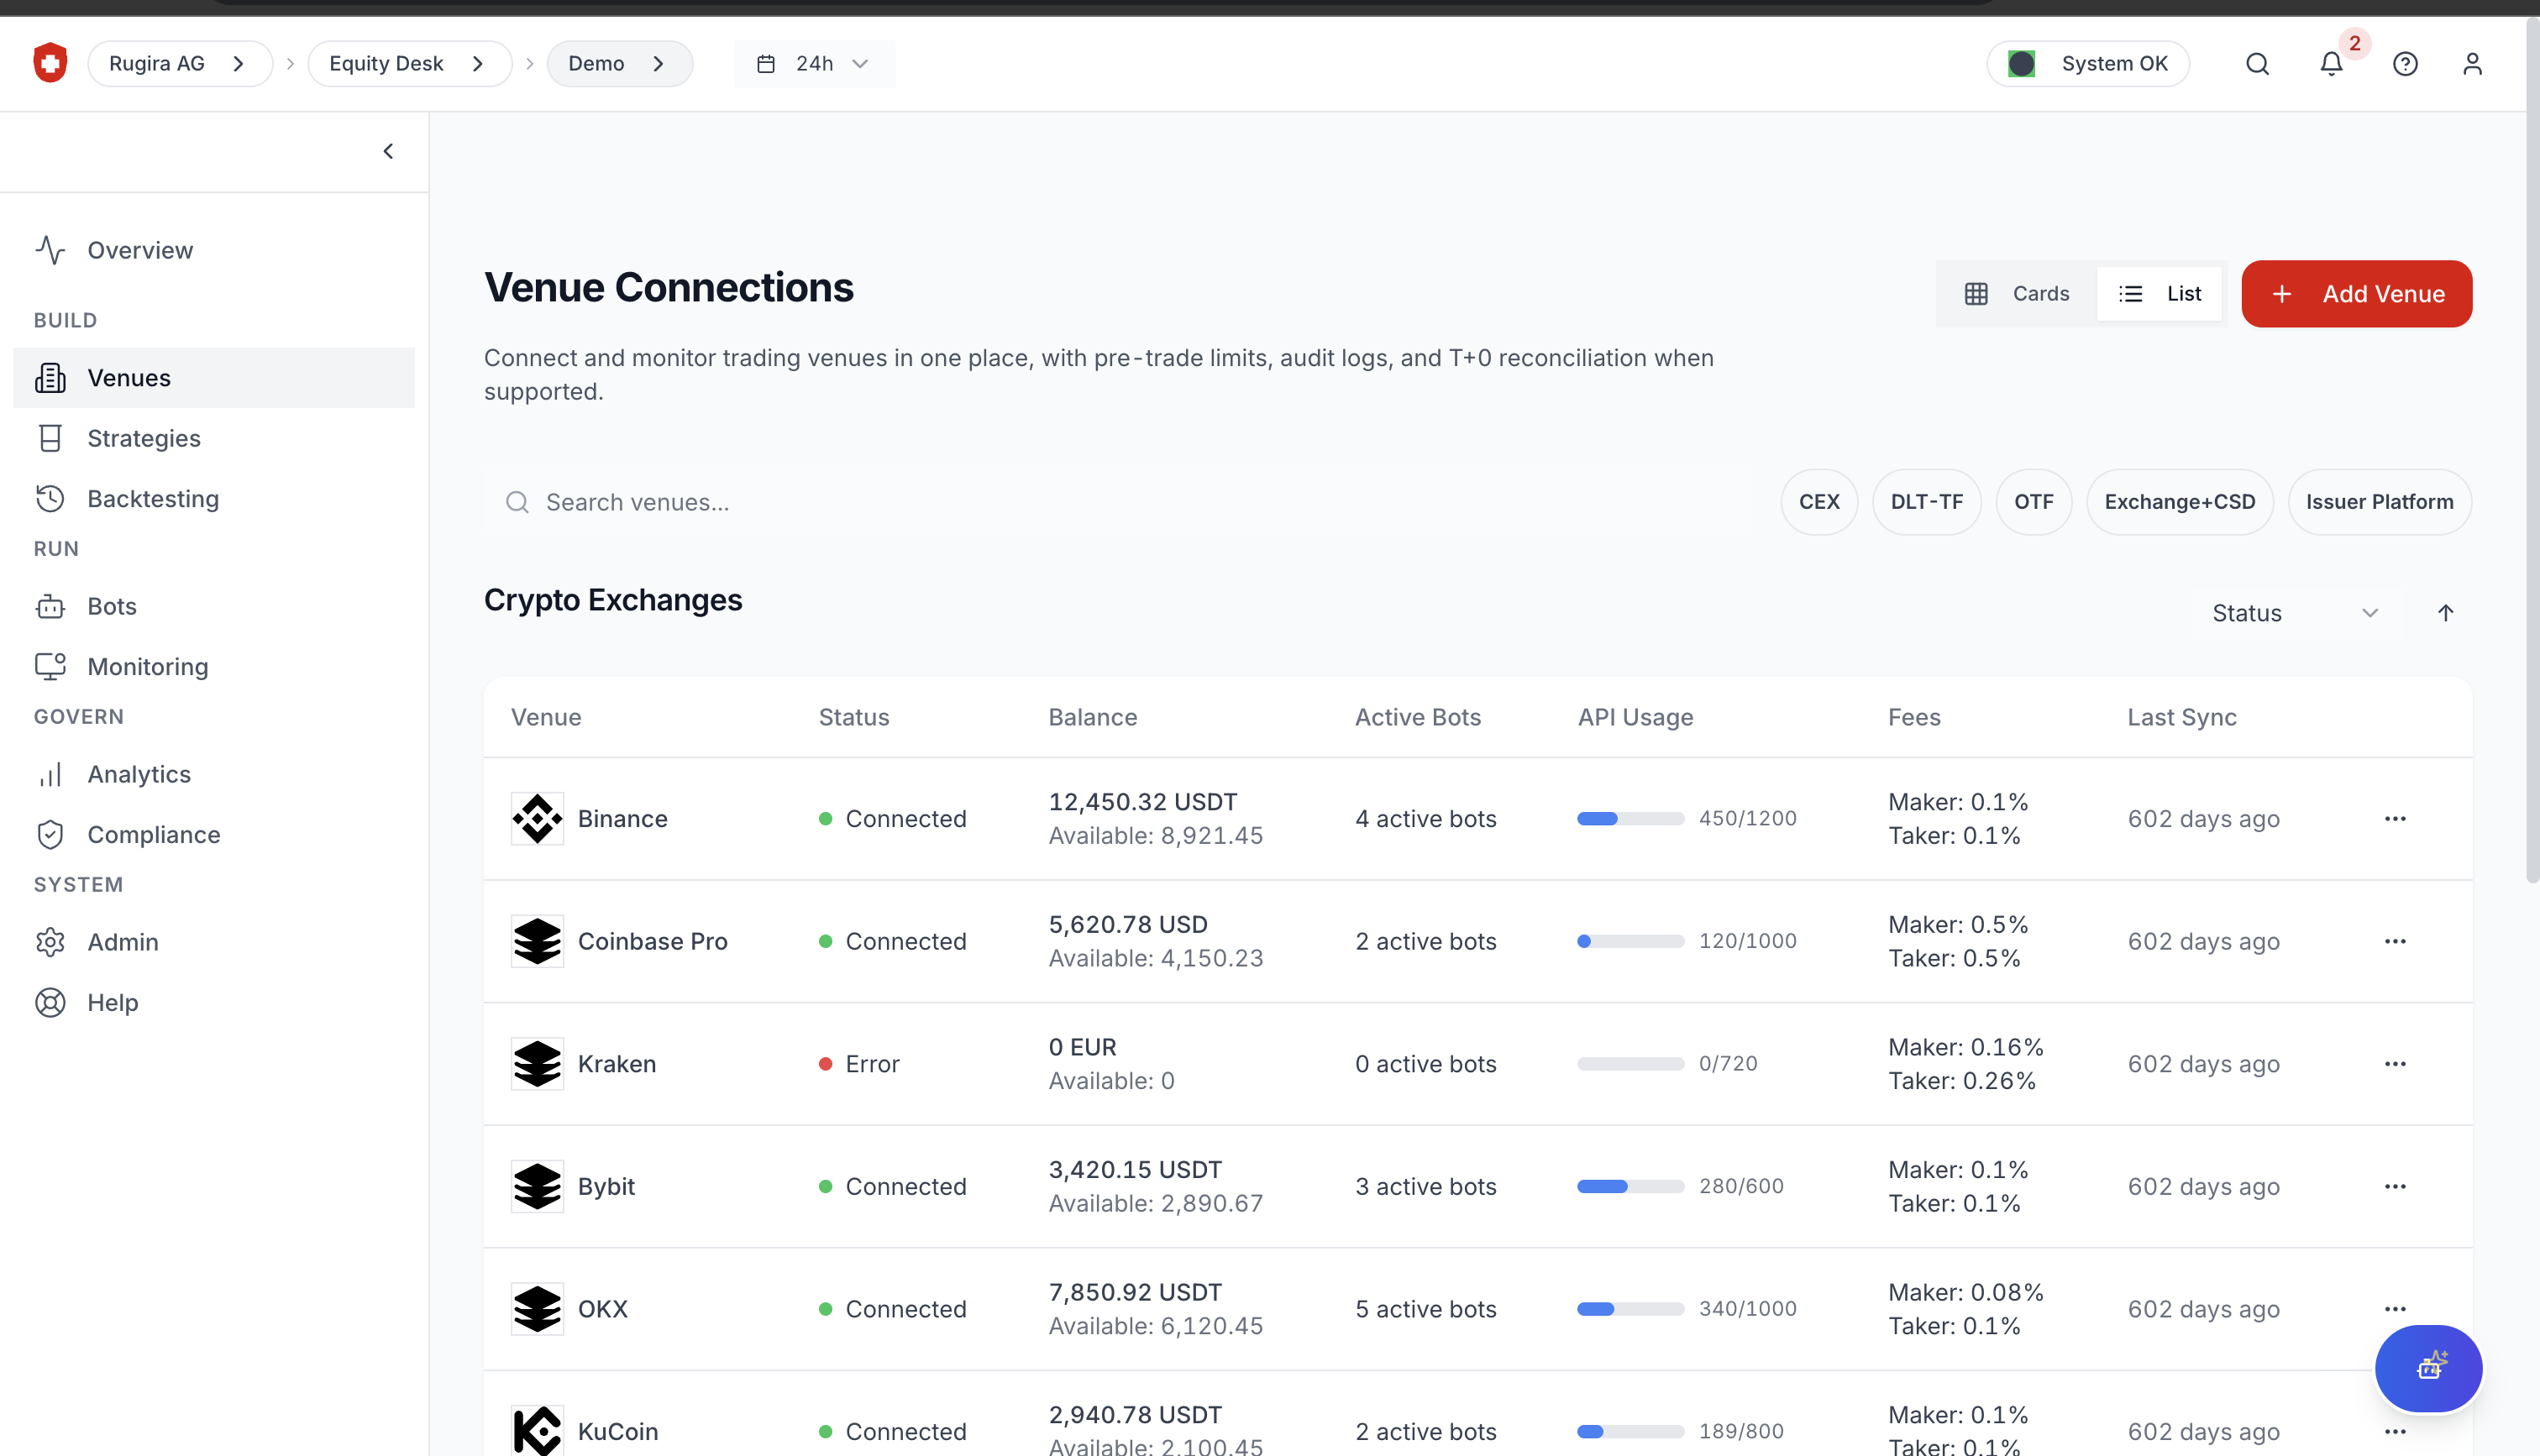 Rugira AG
Equity Desk
Demo
24h
System OK
2
Overview
BUILD
Venues
Strategies
Backtesting
RUN
Bots
Monitoring
GOVERN
Analytics
Compliance
SYSTEM
Admin
Help
Venue Connections
Cards
List
Add Venue
Connect and monitor trading venues in one place, with pre-trade limits, audit logs, and T+0 reconciliation when
supported.
Search venues...
CEX
DLT-TF
OTF
Exchange+CSD
Issuer Platform
Crypto Exchanges
Status
Venue Status Balance Active Bots API Usage Fees Last Sync
Binance Connected 12,450.32 USDT 4 active bots 450/1200 Maker: 0.1% 602 days ago
Available: 8,921.45 Taker: 0.1%
Coinbase Pro Connected 5,620.78 USD 2 active bots 120/1000 Maker: 0.5% 602 days ago
Available: 4,150.23 Taker: 0.5%
Kraken Error 0 EUR 0 active bots 0/720 Maker: 0.16% 602 days ago
Available: 0 Taker: 0.26%
Bybit Connected 3,420.15 USDT 3 active bots 280/600 Maker: 0.1% 602 days ago
Available: 2,890.67 Taker: 0.1%
OKX Connected 7,850.92 USDT 5 active bots 340/1000 Maker: 0.08% 602 days ago
Available: 6,120.45 Taker: 0.1%
KuCoin Connected 2,940.78 USDT 2 active bots 189/800 Maker: 0.1% 602 days ago
Available: 2,100.45 Taker: 0.1%